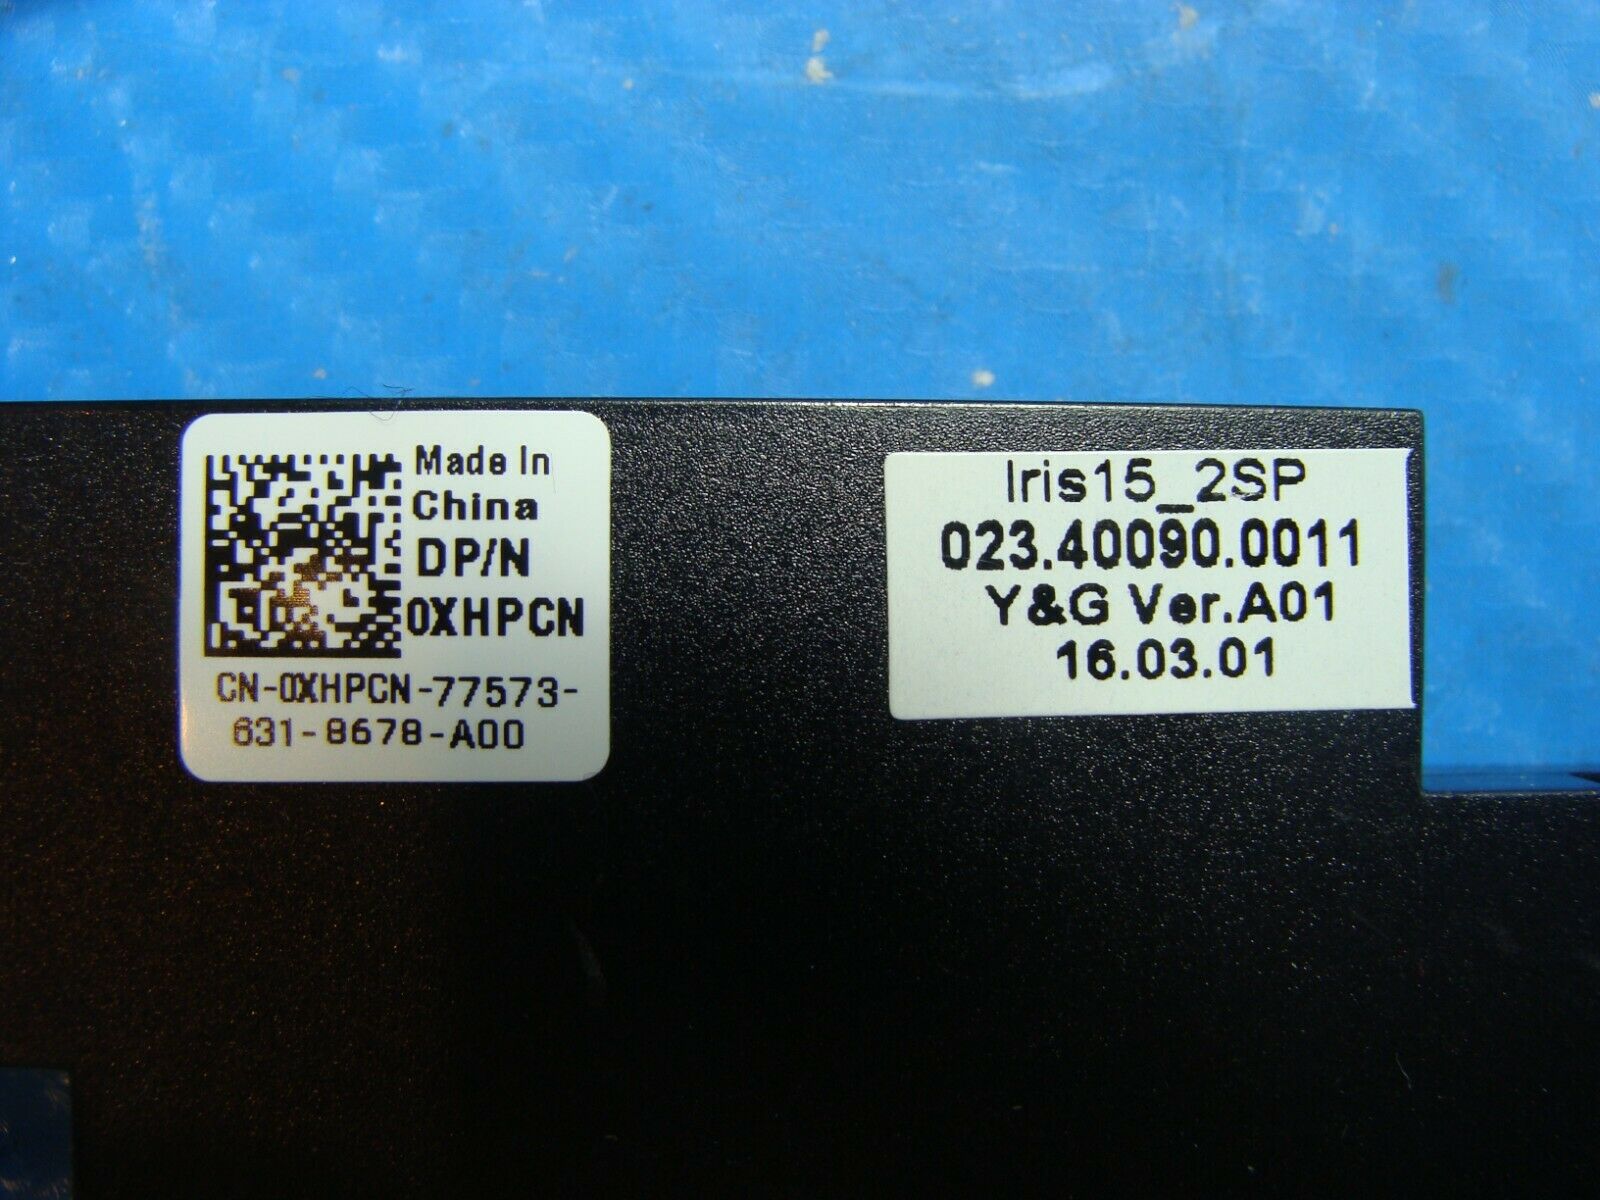 Made In
China
DP/N
0XHPCN
CN-0XHPCN-77573-
631-8678-A00
Iris15_2SP
023.40090.0011
Y&G Ver.A01
16.03.01